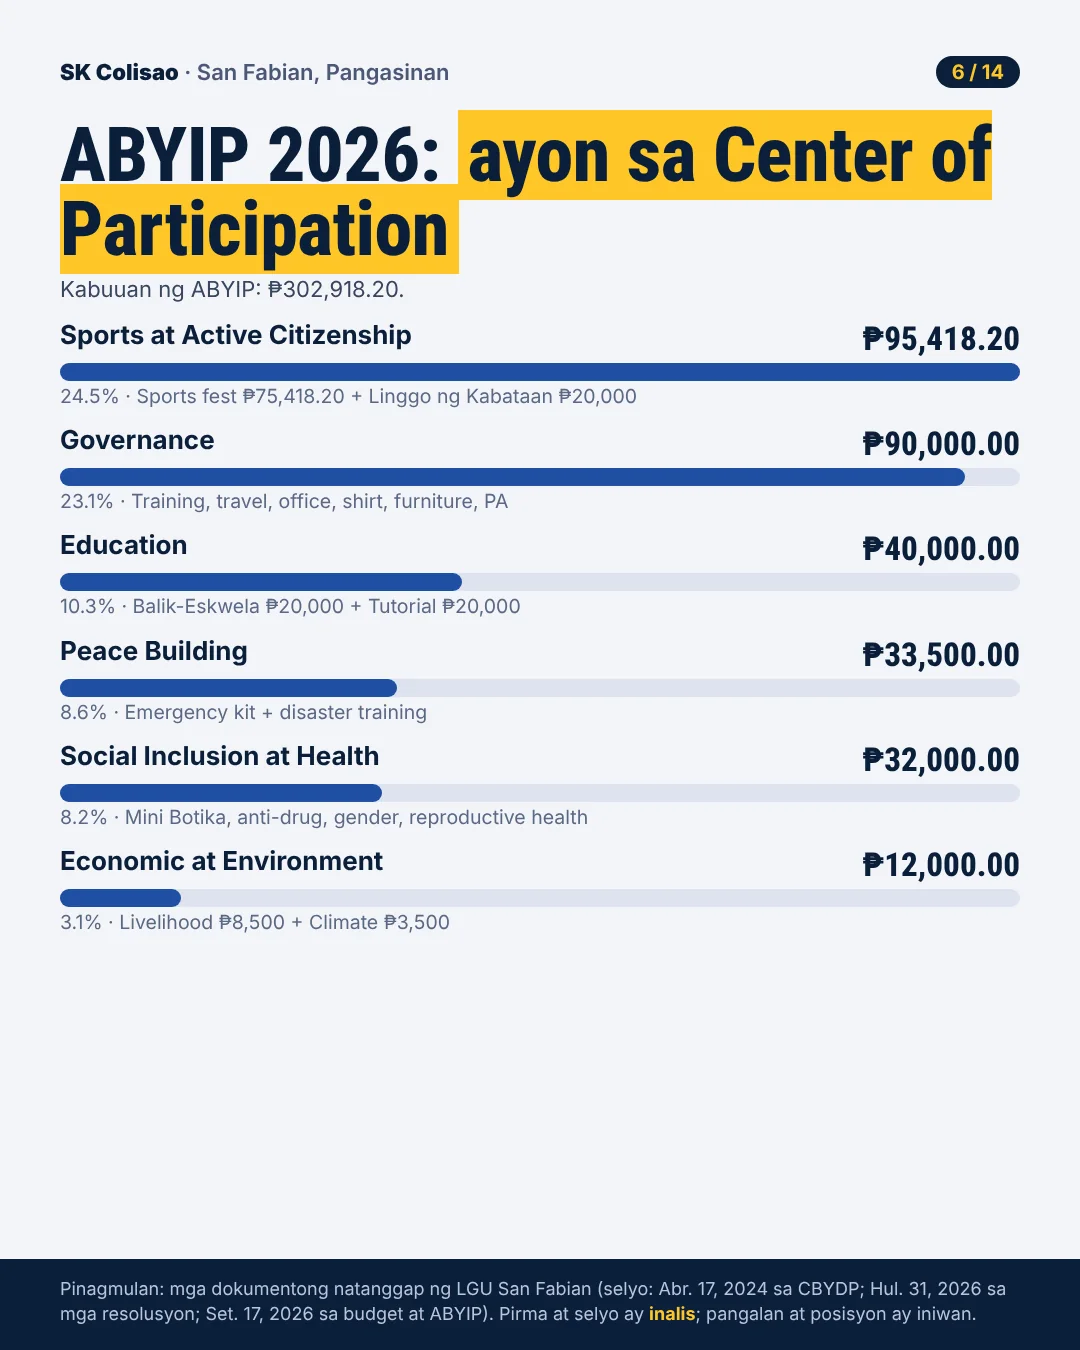 SK Colisao · San Fabian, Pangasinan
6 / 14
ABYIP 2026: ayon sa Center of
Participation
Kabuuan ng ABYIP: ₱302,918.20.
Sports at Active Citizenship ₱95,418.20
24.5% · Sports fest ₱75,418.20 + Linggo ng Kabataan ₱20,000
Governance ₱90,000.00
23.1% · Training, travel, office, shirt, furniture, PA
Education ₱40,000.00
10.3% · Balik-Eskwela ₱20,000 + Tutorial ₱20,000
Peace Building ₱33,500.00
8.6% · Emergency kit + disaster training
Social Inclusion at Health ₱32,000.00
8.2% · Mini Botika, anti-drug, gender, reproductive health
Economic at Environment ₱12,000.00
3.1% · Livelihood ₱8,500 + Climate ₱3,500
Pinagmulan: mga dokumentong natanggap ng LGU San Fabian (selyo: Abr. 17, 2024 sa CBYDP; Hul. 31, 2026 sa
mga resolusyon; Set. 17, 2026 sa budget at ABYIP). Pirma at selyo ay inalis; pangalan at posisyon ay iniwan.